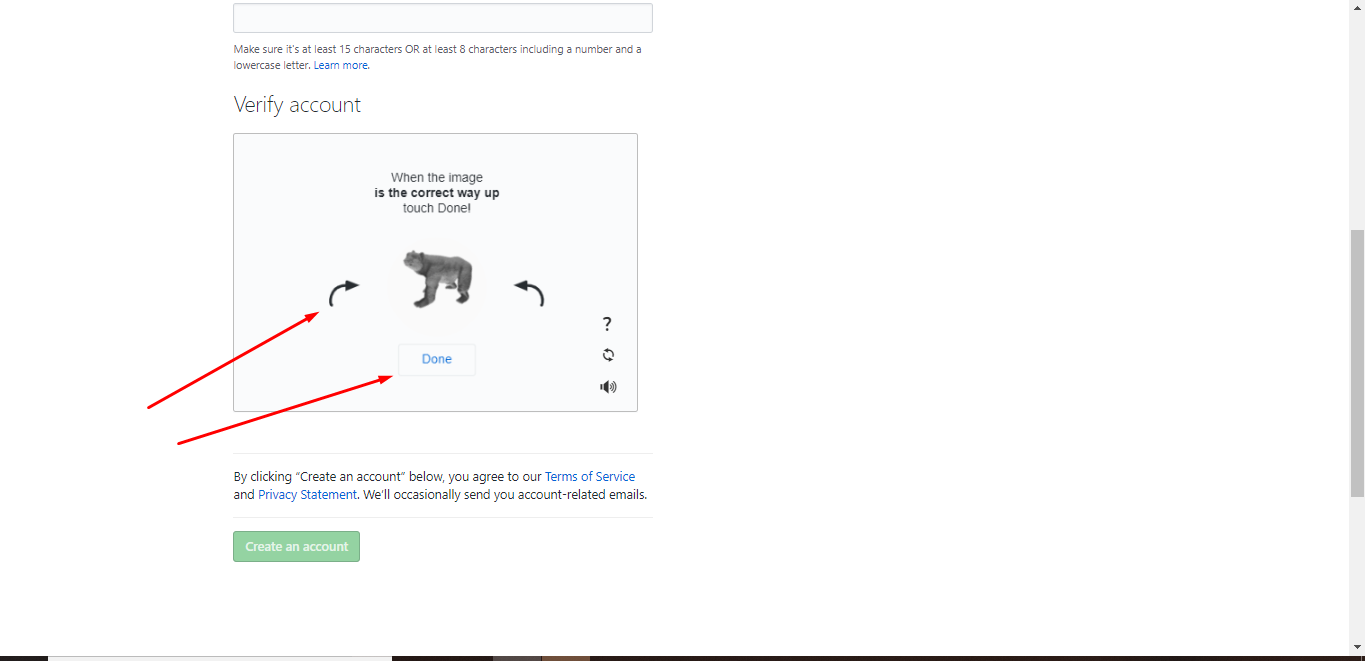 Make sure it's at least 15 characters OR at least 8 characters including a number and a
lowercase letter. Learn more.
Verify account
When the image
is the correct way up
touch Done!
?
Done
By clicking “Create an account” below, you agree to our Terms of Service
and Privacy Statement. We'll occasionally send you account-related emails.
Create an account